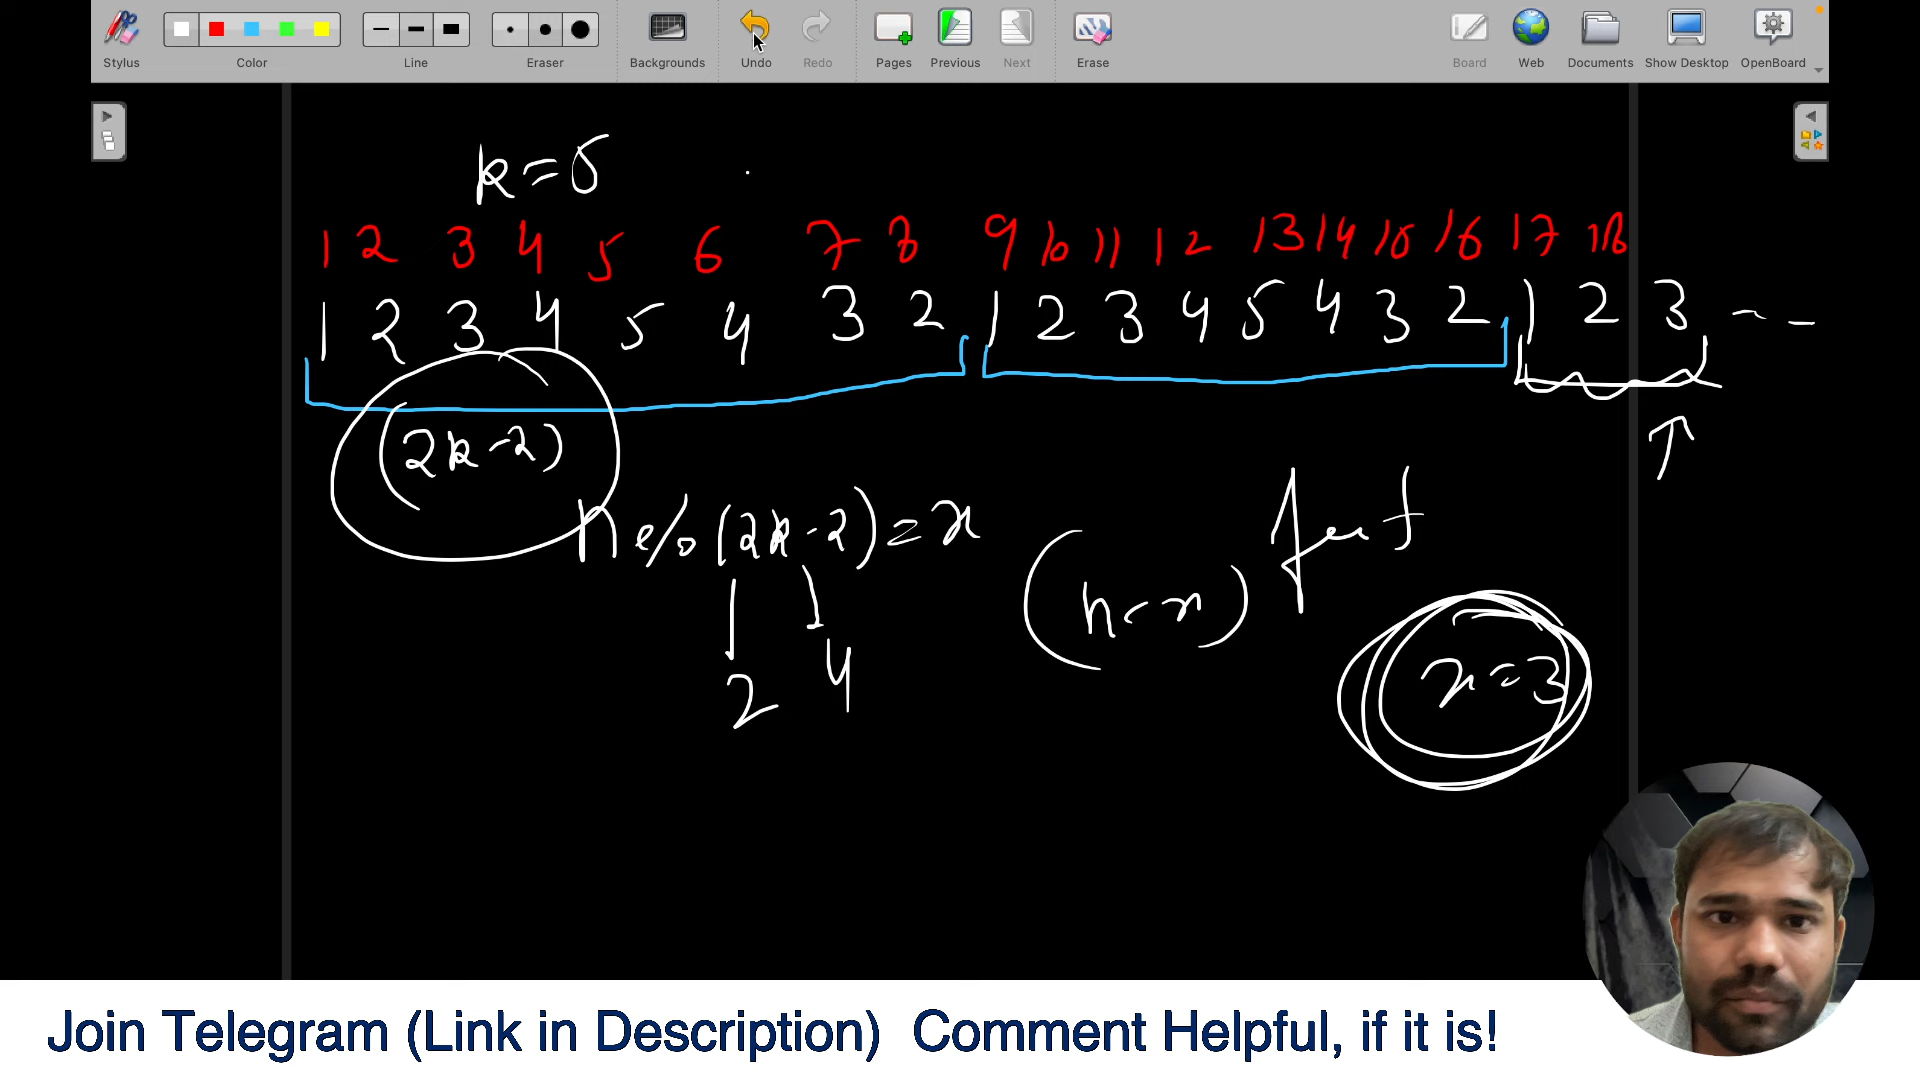 Stylus Color Line Eraser Backgrounds Undo Redo Pages Previous Next Erase Board Web Documents Show Desktop OpenBoard
k=5
1 2 3 4 5 6 7 8 9 10 11 12 13 14 15 16 17 18
1 2 3 4 5 4 3 2 1 2 3 4 5 4 3 2 1 2 3 --
(2k-2)
n%(2k-2)=x
(n-x)
2 4
x=3
Join Telegram (Link in Description) Comment Helpful, if it is!